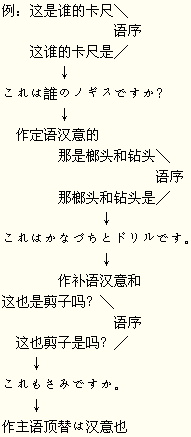 例：这是谁的卡尺＼
语序
这谁的卡尺是／
↓
これは誰のノギスですか？
↓
作定语汉意的
那是榔头和钻头＼
语序
那榔头和钻头是／
↓
これはかなづちとドリルです。
↓
作补语汉意和
这也是剪子吗？＼
语序
这也剪子是吗？／
↓
これもさみですか。
↓
作主语顶替は汉意也